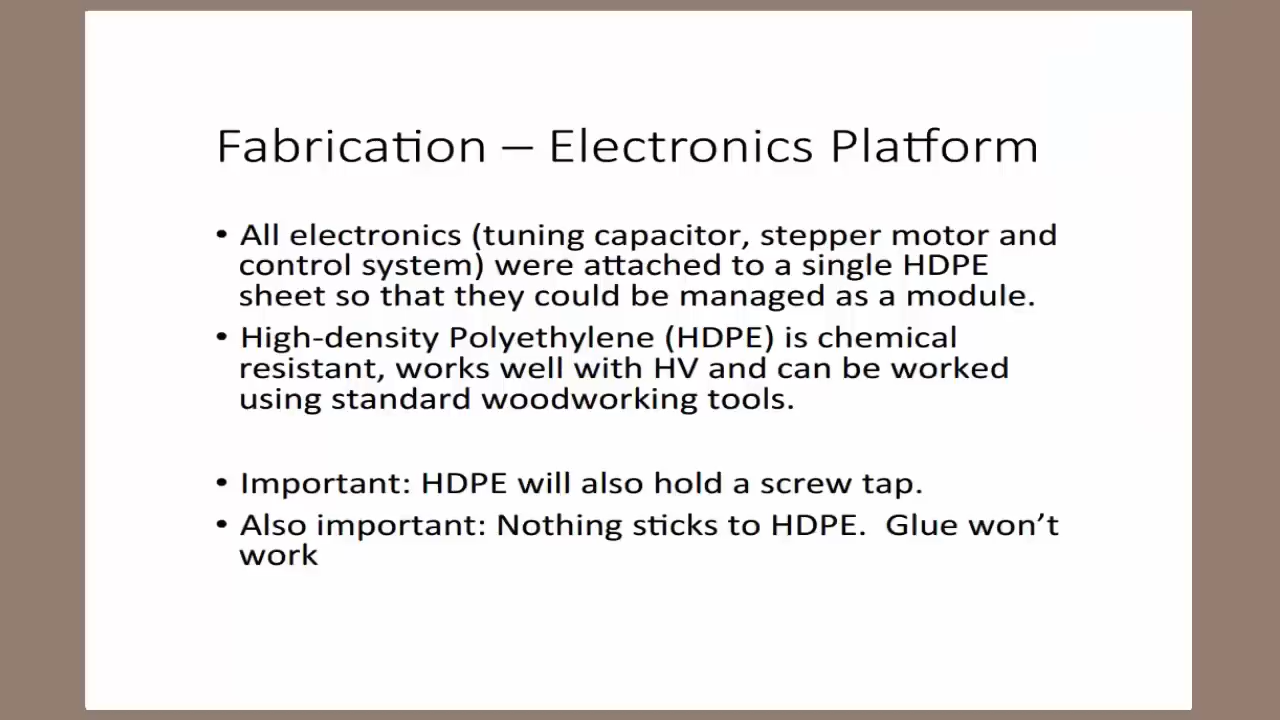 Fabrication – Electronics Platform
• All electronics (tuning capacitor, stepper motor and
control system) were attached to a single HDPE
sheet so that they could be managed as a module.
• High-density Polyethylene (HDPE) is chemical
resistant, works well with HV and can be worked
using standard woodworking tools.
• Important: HDPE will also hold a screw tap.
• Also important: Nothing sticks to HDPE.  Glue won’t
work